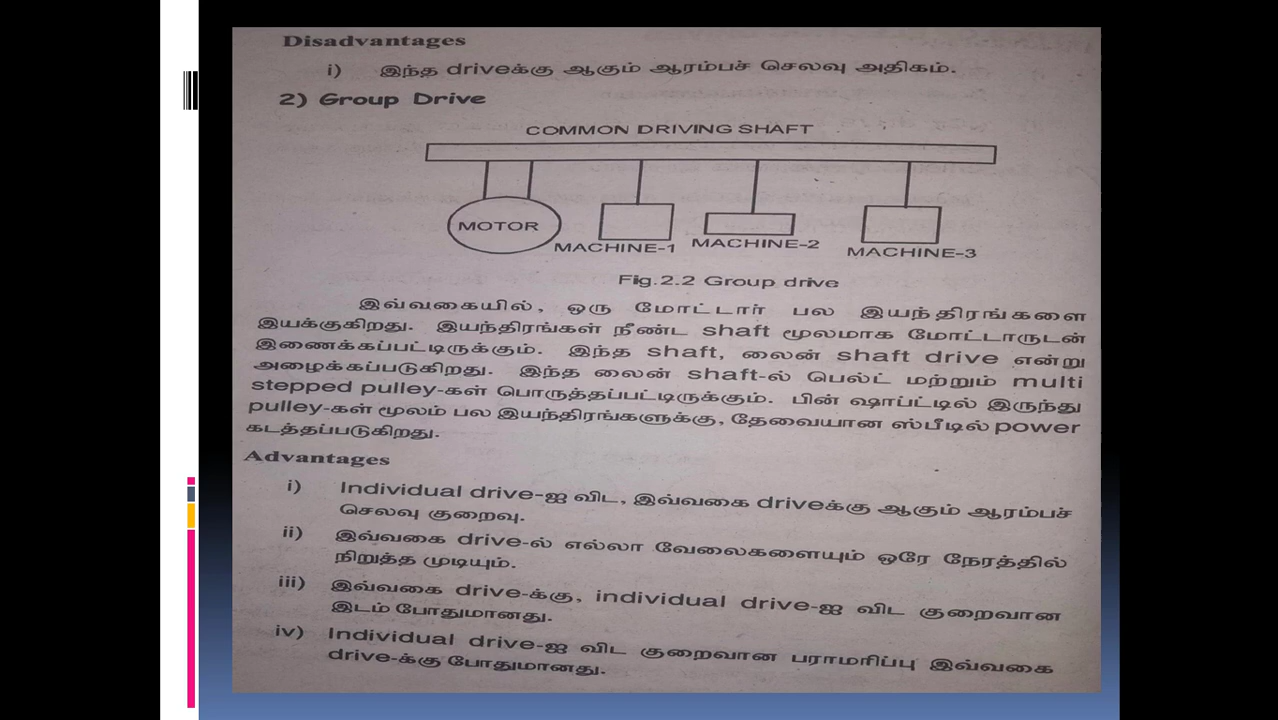 Disadvantages
i) இந்த driveக்கு ஆகும் ஆரம்பச் செலவு அதிகம்.
2) Group Drive
COMMON DRIVING SHAFT
MOTOR
MACHINE-1
MACHINE-2
MACHINE-3
Fig.2.2 Group drive
இவ்வகையில், ஒரு மோட்டார் பல இயந்திரங்களை
இயக்குகிறது. இயந்திரங்கள் நீண்ட shaft மூலமாக மோட்டாருடன்
இணைக்கப்பட்டிருக்கும். இந்த shaft, லைன் shaft drive என்று
அழைக்கப்படுகிறது. இந்த லைன் shaft-ல் பெல்ட் மற்றும் multi
stepped pulley-கள் பொருத்தப்பட்டிருக்கும். பின் ஷாப்ட்டில் இருந்து
pulley-கள் மூலம் பல இயந்திரங்களுக்கு, தேவையான ஸ்பீடில் power
கடத்தப்படுகிறது.
Advantages
i) Individual drive-ஐ விட, இவ்வகை driveக்கு ஆகும் ஆரம்பச்
செலவு குறைவு.
ii) இவ்வகை drive-ல் எல்லா வேலைகளையும் ஒரே நேரத்தில்
நிறுத்த முடியும்.
iii) இவ்வகை drive-க்கு, individual drive-ஐ விட குறைவான
இடம் போதுமானது.
iv) Individual drive-ஐ விட குறைவான பராமரிப்பு இவ்வகை
drive-க்கு போதுமானது.